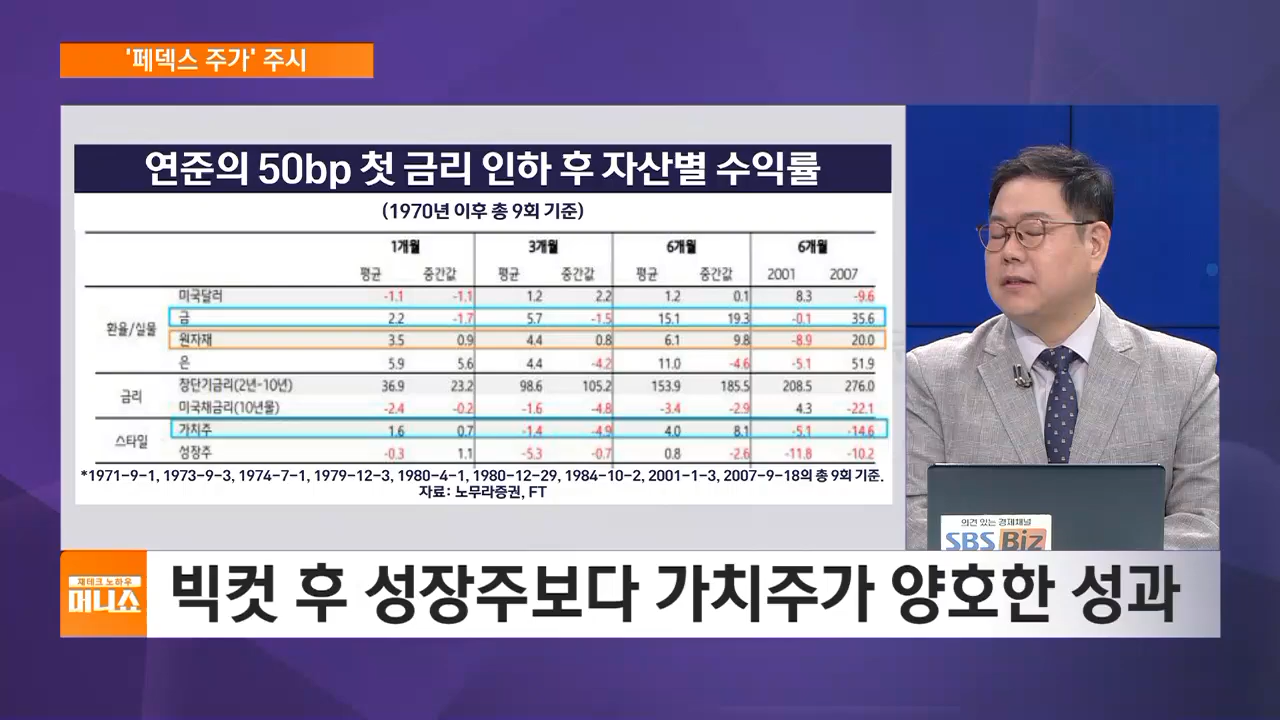 '페덱스 주가' 주시
연준의 50bp 첫 금리 인하 후 자산별 수익률
(1970년 이후 총 9회 기준)
1개월 3개월 6개월 6개월
평균 중간값 평균 중간값 평균 중간값 2001 2007
환율/실물
미국달러 -1.1 -1.1 1.2 2.2 1.2 0.1 8.3 -9.6
금 2.2 -1.7 5.7 -1.5 15.1 19.3 -0.1 35.6
원자재 3.5 0.9 4.4 0.8 6.1 9.8 -8.9 20.0
은 5.9 5.6 4.4 -4.2 11.0 -4.6 -5.1 51.9
금리
장단기금리(2년-10년) 36.9 23.2 98.6 105.2 153.9 185.5 208.5 276.0
미국채금리(10년물) -2.4 -0.2 -1.6 -4.8 -3.4 -2.9 4.3 -22.1
스타일
가치주 1.6 0.7 -1.4 -4.9 4.0 8.1 -5.1 -14.6
성장주 -0.3 1.1 -5.3 -0.7 0.8 -2.6 -11.8 -10.2
*1971-9-1, 1973-9-3, 1974-7-1, 1979-12-3, 1980-4-1, 1980-12-29, 1984-10-2, 2001-1-3, 2007-9-18의 총 9회 기준.
자료: 노무라증권, FT
의견 있는 경제채널
SBS Biz
재테크 노하우
머니쇼
빅컷 후 성장주보다 가치주가 양호한 성과